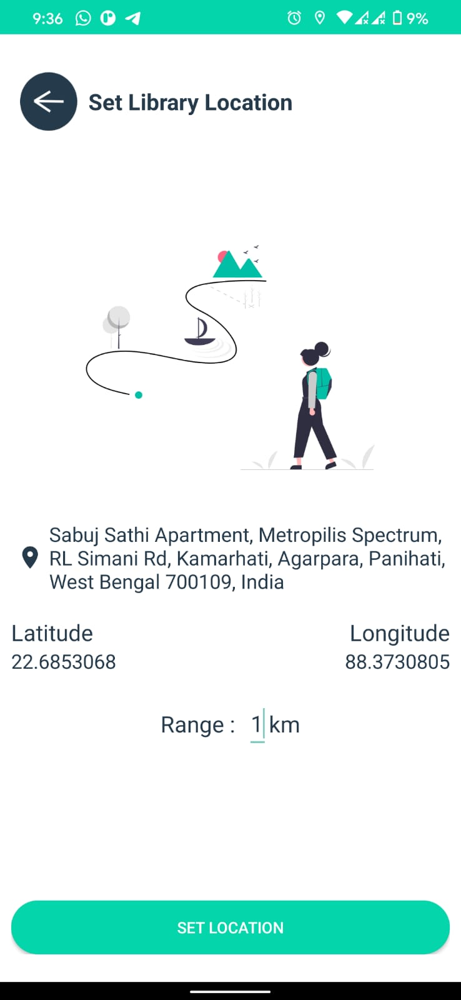 9:36 9%
Set Library Location
Sabuj Sathi Apartment, Metropilis Spectrum,
RL Simani Rd, Kamarhati, Agarpara, Panihati,
West Bengal 700109, India
Latitude Longitude
22.6853068 88.3730805
Range : 1 km
SET LOCATION